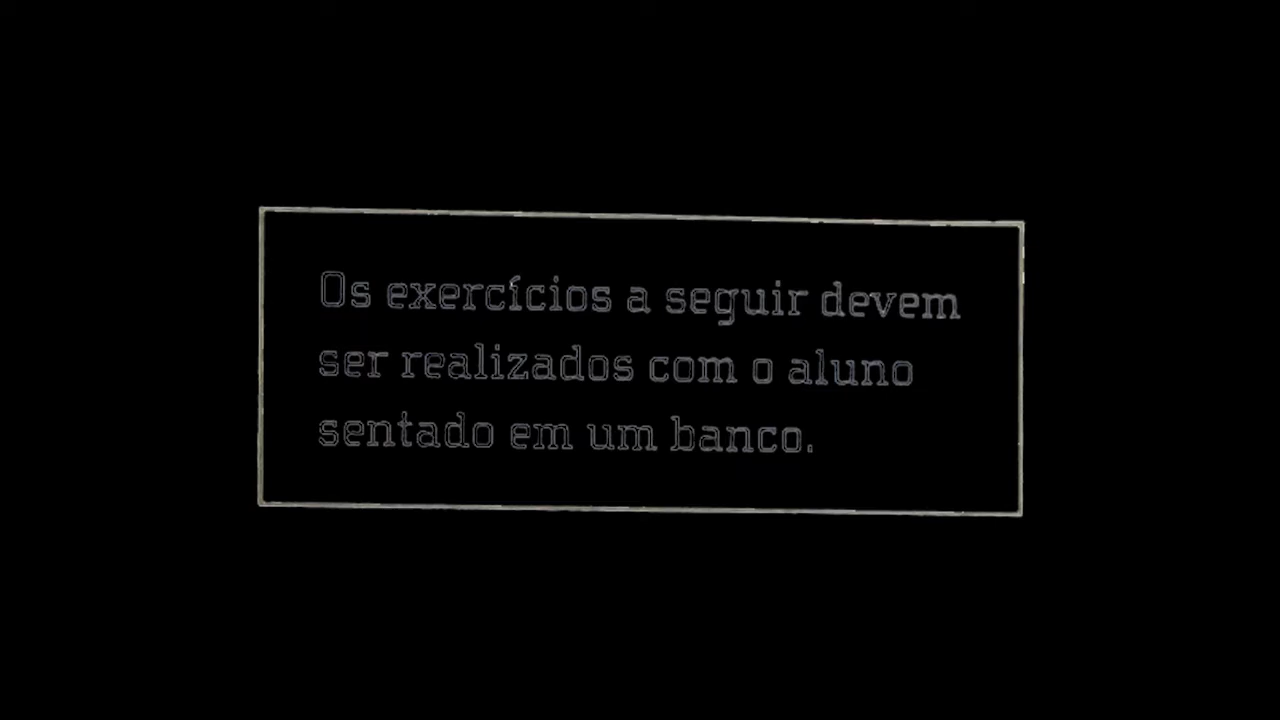 Os exercícios a seguir devem
ser realizados com o aluno
sentado em um banco.